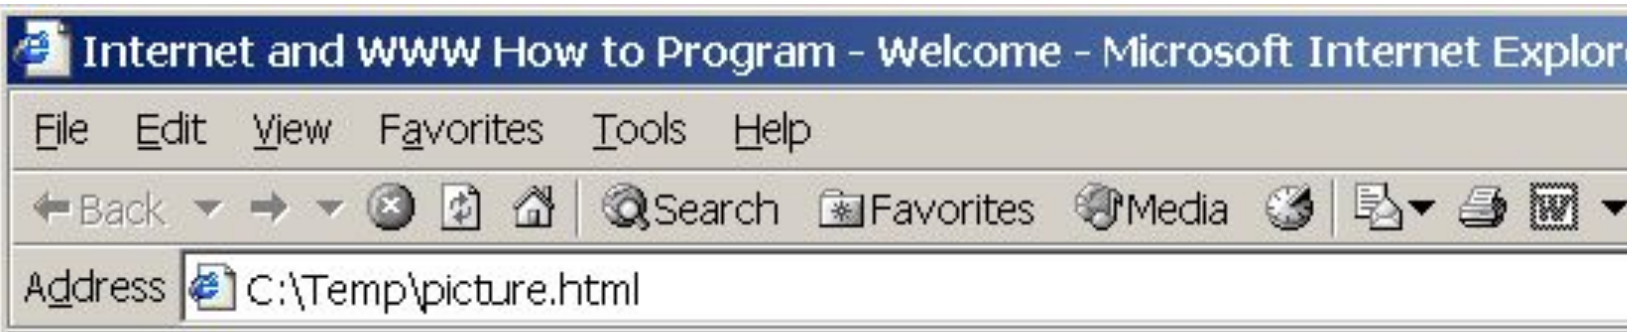 Internet and WWW How to Program - Welcome - Microsoft Internet
File Edit View Favorites Tools Help
Back Search Favorites Media W
Address C:\Temp\picture.html